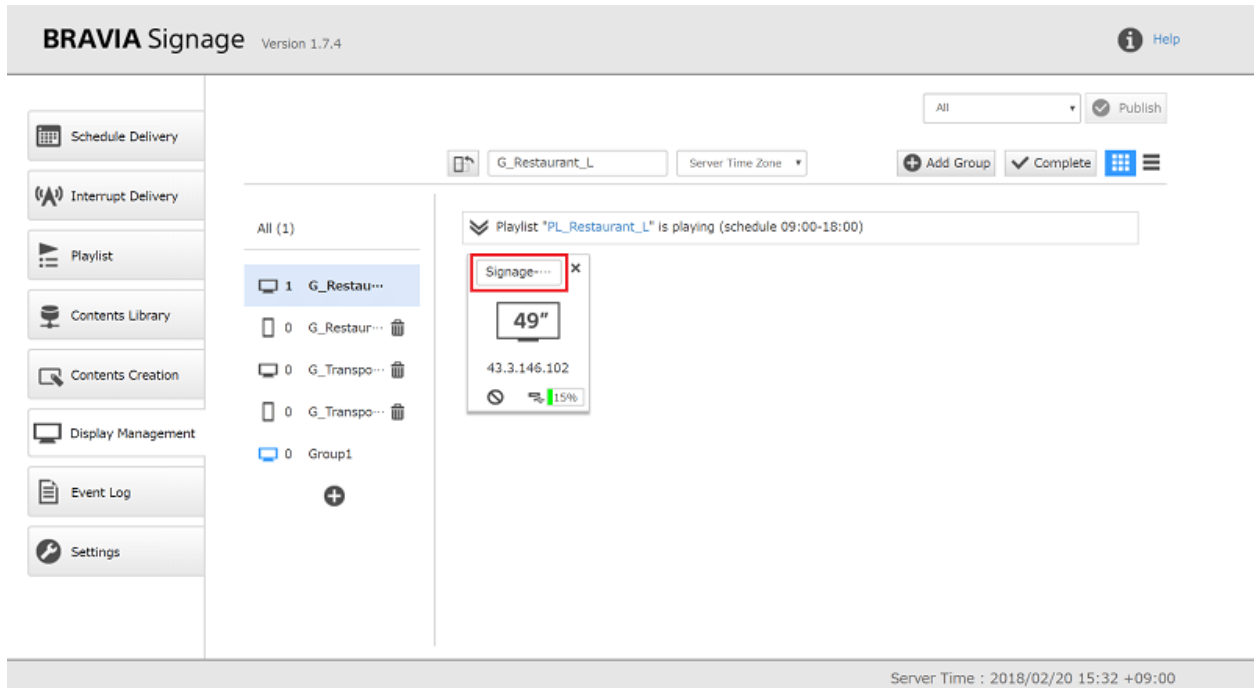 BRAVIA Signage Version 1.7.4
Help
All
Publish
Schedule Delivery
G_Restaurant_L
Server Time Zone
Add Group
Complete
Interrupt Delivery
All (1)
Playlist "PL_Restaurant_L" is playing (schedule 09:00-18:00)
Playlist
Signage-…
1 G_Restau…
49"
Contents Library
0 G_Restaur…
43.3.146.102
Contents Creation
0 G_Transpo…
15%
0 G_Transpo…
Display Management
0 Group1
Event Log
Settings
Server Time : 2018/02/20 15:32 +09:00